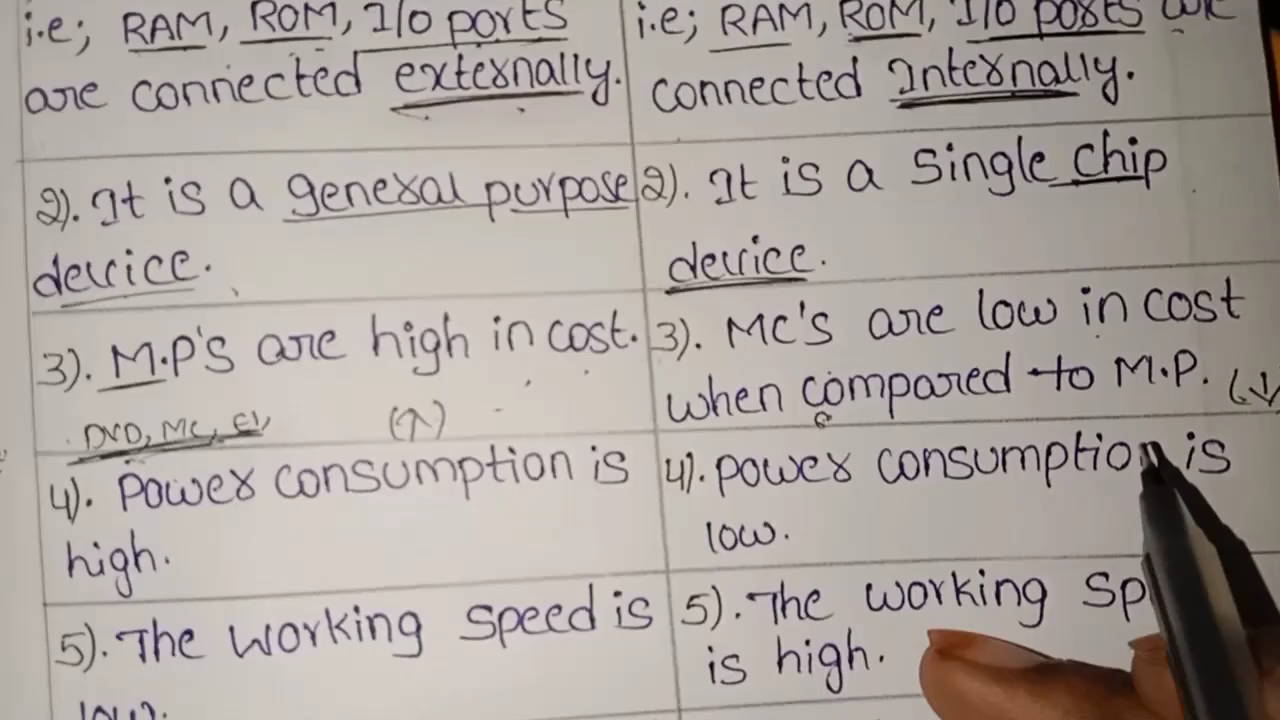 i.e; RAM, ROM, I/O ports
are connected externally.
2). It is a general purpose
device.
3). M.P'S are high in cost.
DVD, MC,
(↑)
4). Power consumption is
high.
5). The working speed is
low.
i.e; RAM, ROM, I/O ports are
connected Internally.
2). It is a single chip
device.
3). MC's are low in cost
when compared to M.P. (↓
4). power consumption is
low.
5). The working sp
is high.